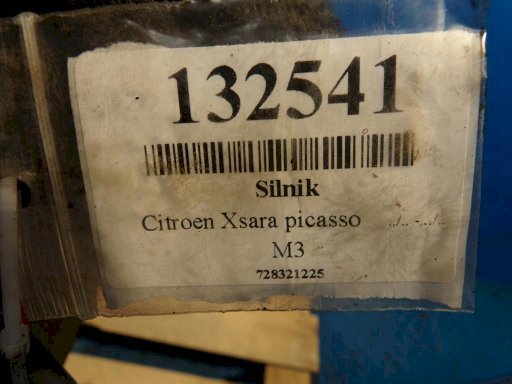 132541
Silnik
Citroen Xsara picasso ../.. - ../..
M3
728321225